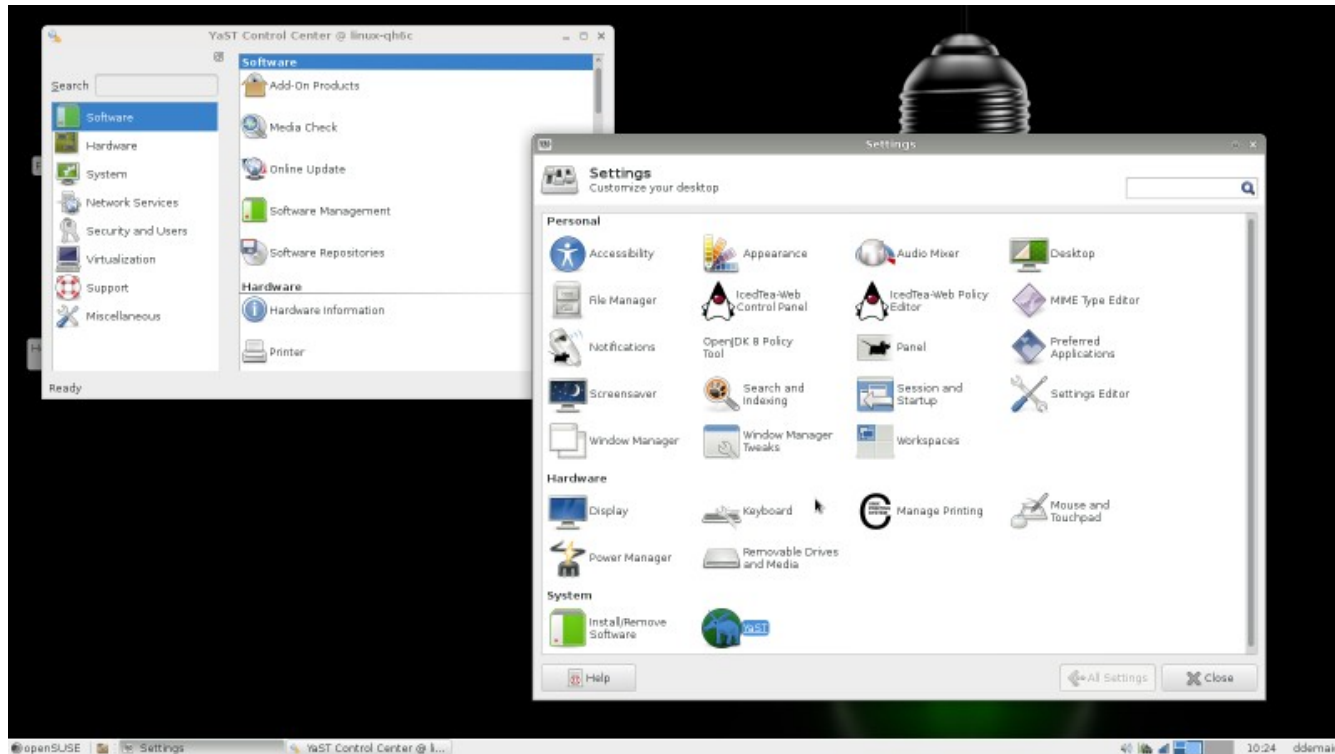 YaST Control Center @ linux-qh6c
Search
Software
Hardware
System
Network Services
Security and Users
Virtualization
Support
Miscellaneous
Software
Add-On Products
Media Check
Online Update
Software Management
Software Repositories
Hardware
Hardware Information
Printer
Ready
Settings
Settings
Customize your desktop
Personal
Accessibility
Appearance
Audio Mixer
Desktop
File Manager
IcedTea-Web
Control Panel
IcedTea-Web Policy
Editor
MIME Type Editor
Notifications
OpenJDK 8 Policy
Tool
Panel
Preferred
Applications
Screensaver
Search and
Indexing
Session and
Startup
Settings Editor
Window Manager
Window Manager
Tweaks
Workspaces
Hardware
Display
Keyboard
Manage Printing
Mouse and
Touchpad
Power Manager
Removable Drives
and Media
System
Install/Remove
Software
YaST
Help
All Settings
Close
openSUSE
Settings
YaST Control Center @ li...
10:24
ddemai